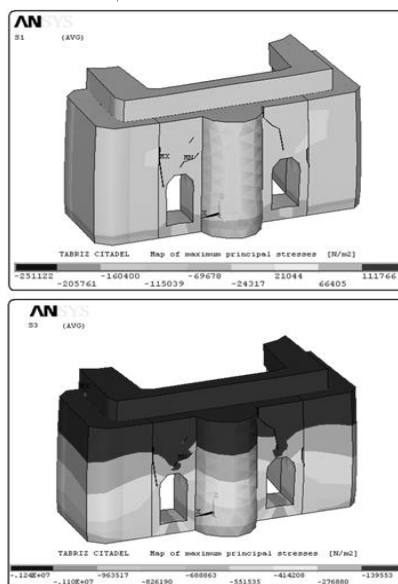 ANSYS
S1 (AVG)
MX MN
TABRIZ CITADEL Map of maximum principal stresses [N/m2]
-251122 -160400 -69678 21044 111766
-205761 -115039 -24317 66405
ANSYS
S3 (AVG)
TABRIZ CITADEL Map of maximum principal stresses [N/m2]
-.124E+07 -963517 -688863 -414208 -139553
-.110E+07 -826190 -551535 -276880